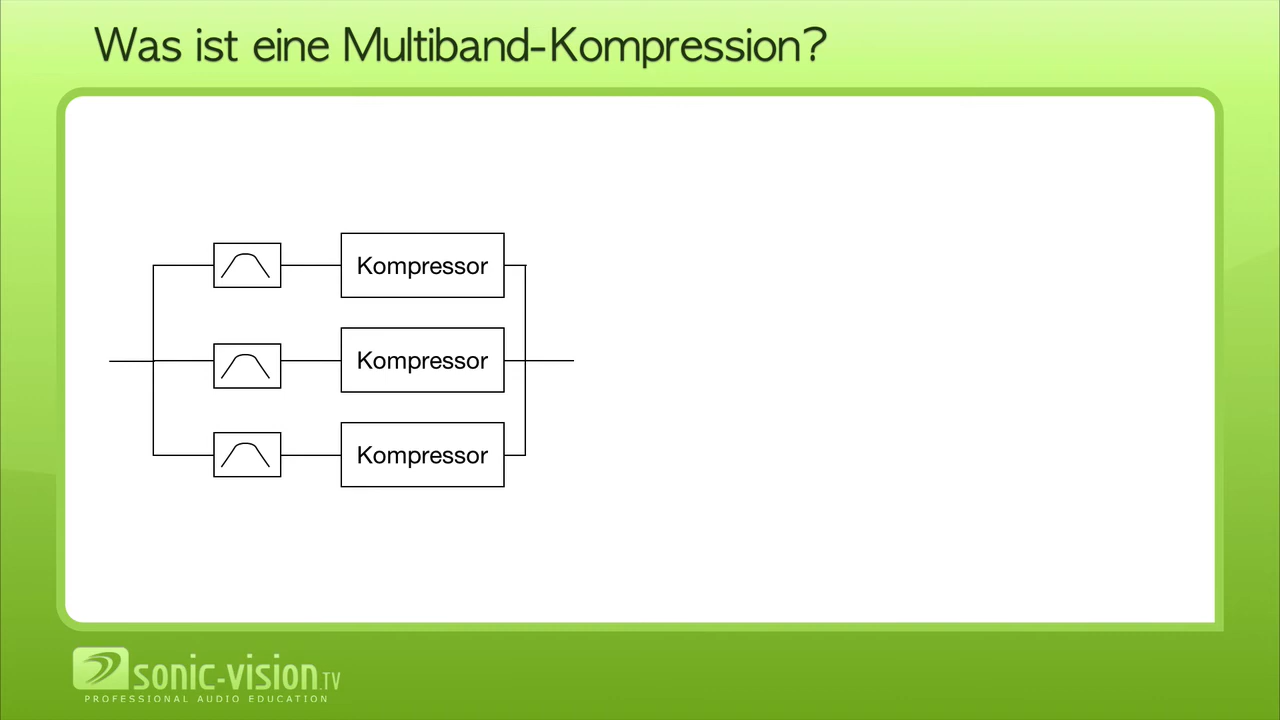 Was ist eine Multiband-Kompression?
Kompressor
Kompressor
Kompressor
sonic-vision.TV
PROFESSIONAL AUDIO EDUCATION